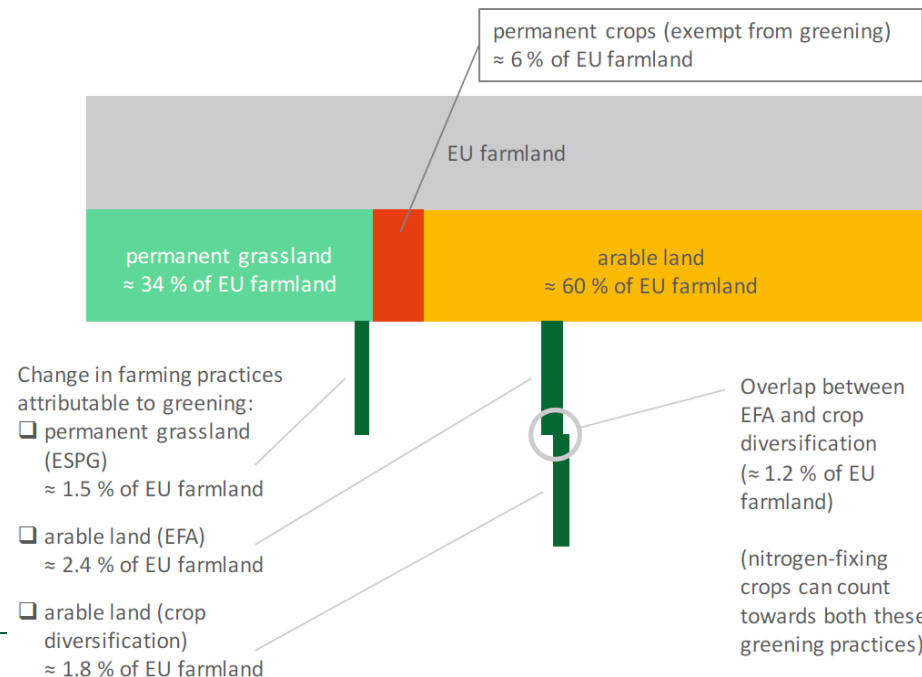 permanent crops (exempt from greening)
≈ 6 % of EU farmland
EU farmland
permanent grassland
≈ 34 % of EU farmland
arable land
≈ 60 % of EU farmland
Change in farming practices
attributable to greening:
❑ permanent grassland
(ESPG)
≈ 1.5 % of EU farmland
❑ arable land (EFA)
≈ 2.4 % of EU farmland
❑ arable land (crop
diversification)
≈ 1.8 % of EU farmland
Overlap between
EFA and crop
diversification
(≈ 1.2 % of EU
farmland)
(nitrogen-fixing
crops can count
towards both these
greening practices)